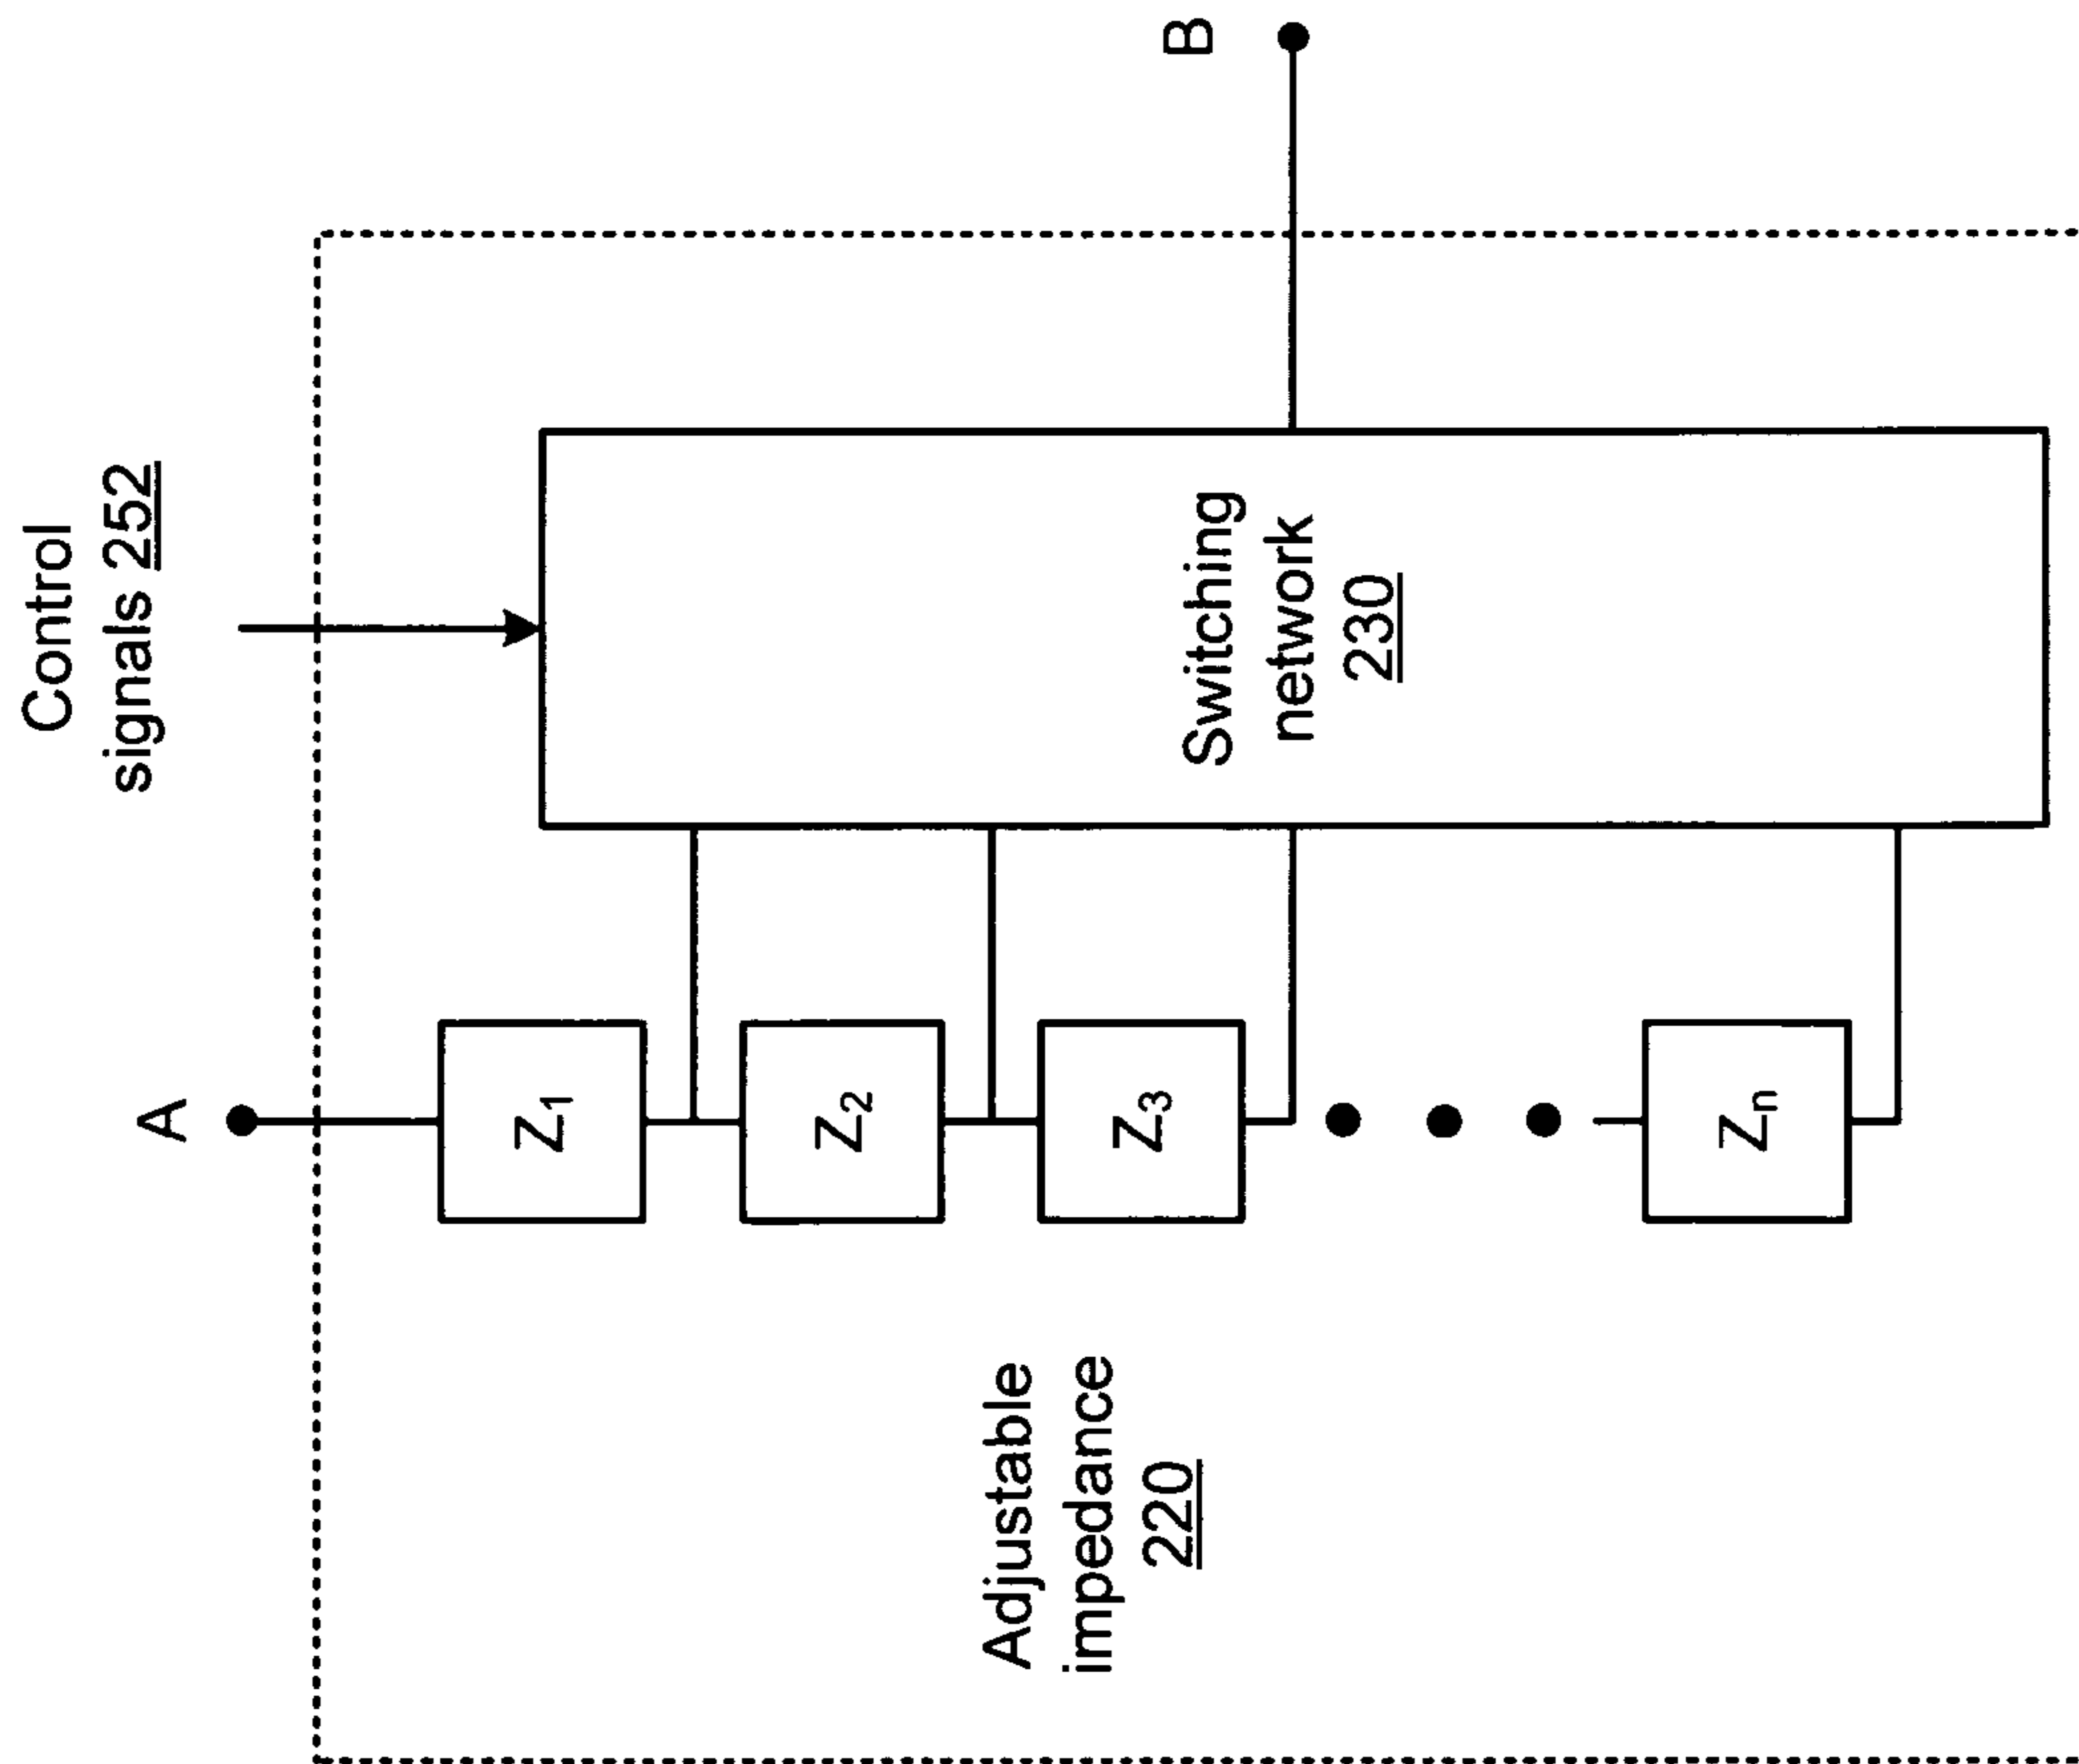 Control
signals 252
A
B
Z1
Z2
Z3
Zn
Switching
network
230
Adjustable
impedance
220